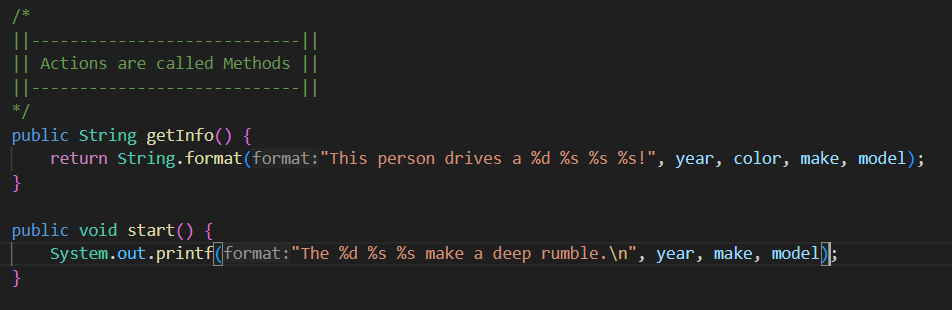 /*
||----------------------------||
|| Actions are called Methods ||
||----------------------------||
*/
public String getInfo() {
    return String.format(format:"This person drives a %d %s %s %s!", year, color, make, model);
}
public void start() {
    System.out.printf(format:"The %d %s %s make a deep rumble.\n", year, make, model);
}